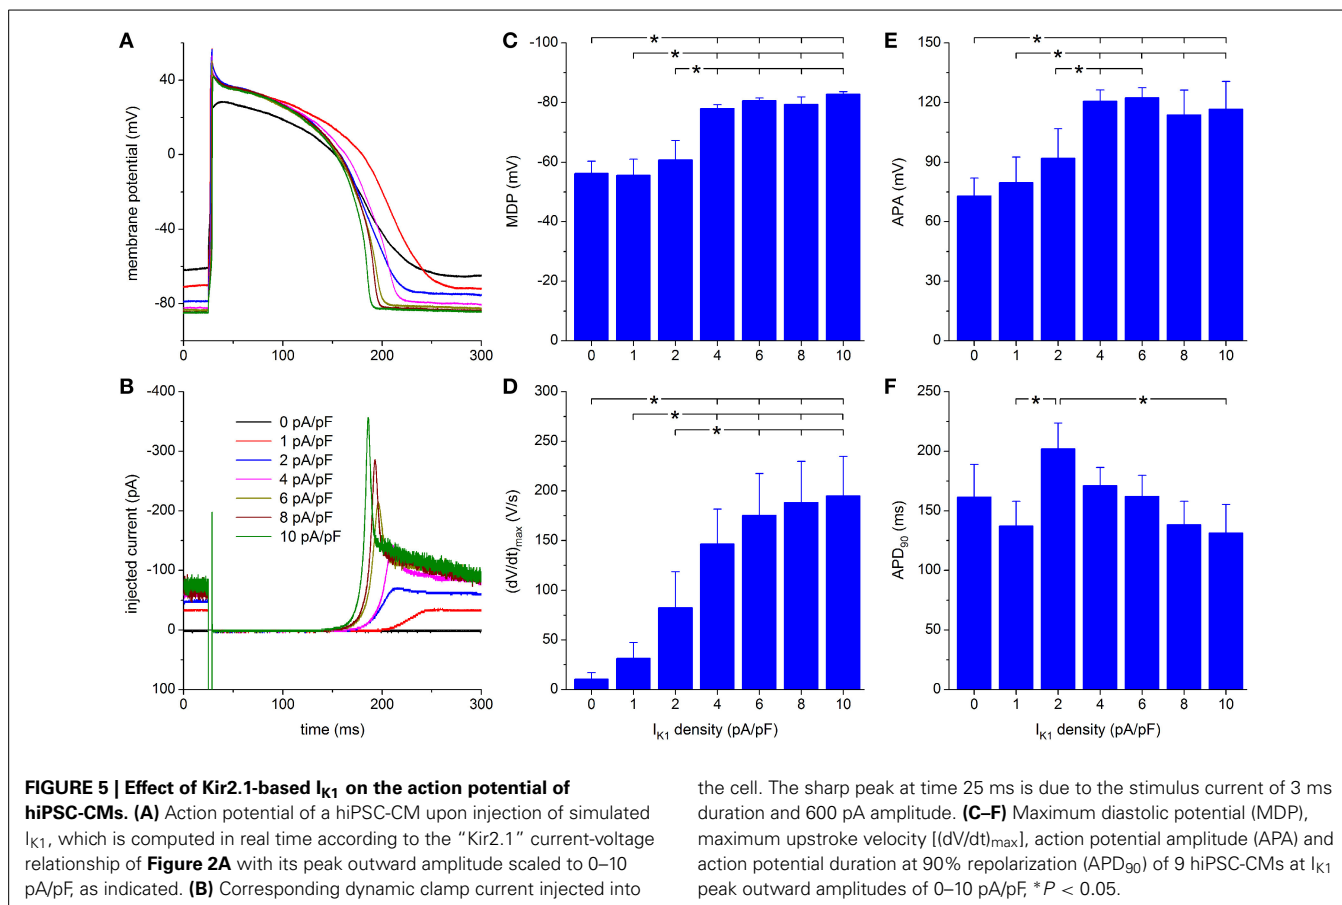 A
membrane potential (mV)
40
0
-40
-80
0
100
200
300
B
injected current (pA)
-400
-300
-200
-100
0
100
0 pA/pF
1 pA/pF
2 pA/pF
4 pA/pF
6 pA/pF
8 pA/pF
10 pA/pF
0
100
200
300
time (ms)
C
MDP (mV)
-100
-80
-60
-40
-20
0
*
*
*
0 1 2 4 6 8 10
D
(dV/dt)max (V/s)
300
250
200
150
100
50
0
*
*
*
0 1 2 4 6 8 10
IK1 density (pA/pF)
E
APA (mV)
150
120
90
60
30
0
*
*
*
0 1 2 4 6 8 10
F
APD90 (ms)
250
200
150
100
50
0
*
*
0 1 2 4 6 8 10
IK1 density (pA/pF)
FIGURE 5 | Effect of Kir2.1-based IK1 on the action potential of
hiPSC-CMs. (A) Action potential of a hiPSC-CM upon injection of simulated
IK1, which is computed in real time according to the “Kir2.1” current-voltage
relationship of Figure 2A with its peak outward amplitude scaled to 0–10
pA/pF, as indicated. (B) Corresponding dynamic clamp current injected into
the cell. The sharp peak at time 25 ms is due to the stimulus current of 3 ms
duration and 600 pA amplitude. (C–F) Maximum diastolic potential (MDP),
maximum upstroke velocity [(dV/dt)max], action potential amplitude (APA) and
action potential duration at 90% repolarization (APD90) of 9 hiPSC-CMs at IK1
peak outward amplitudes of 0–10 pA/pF, *P < 0.05.